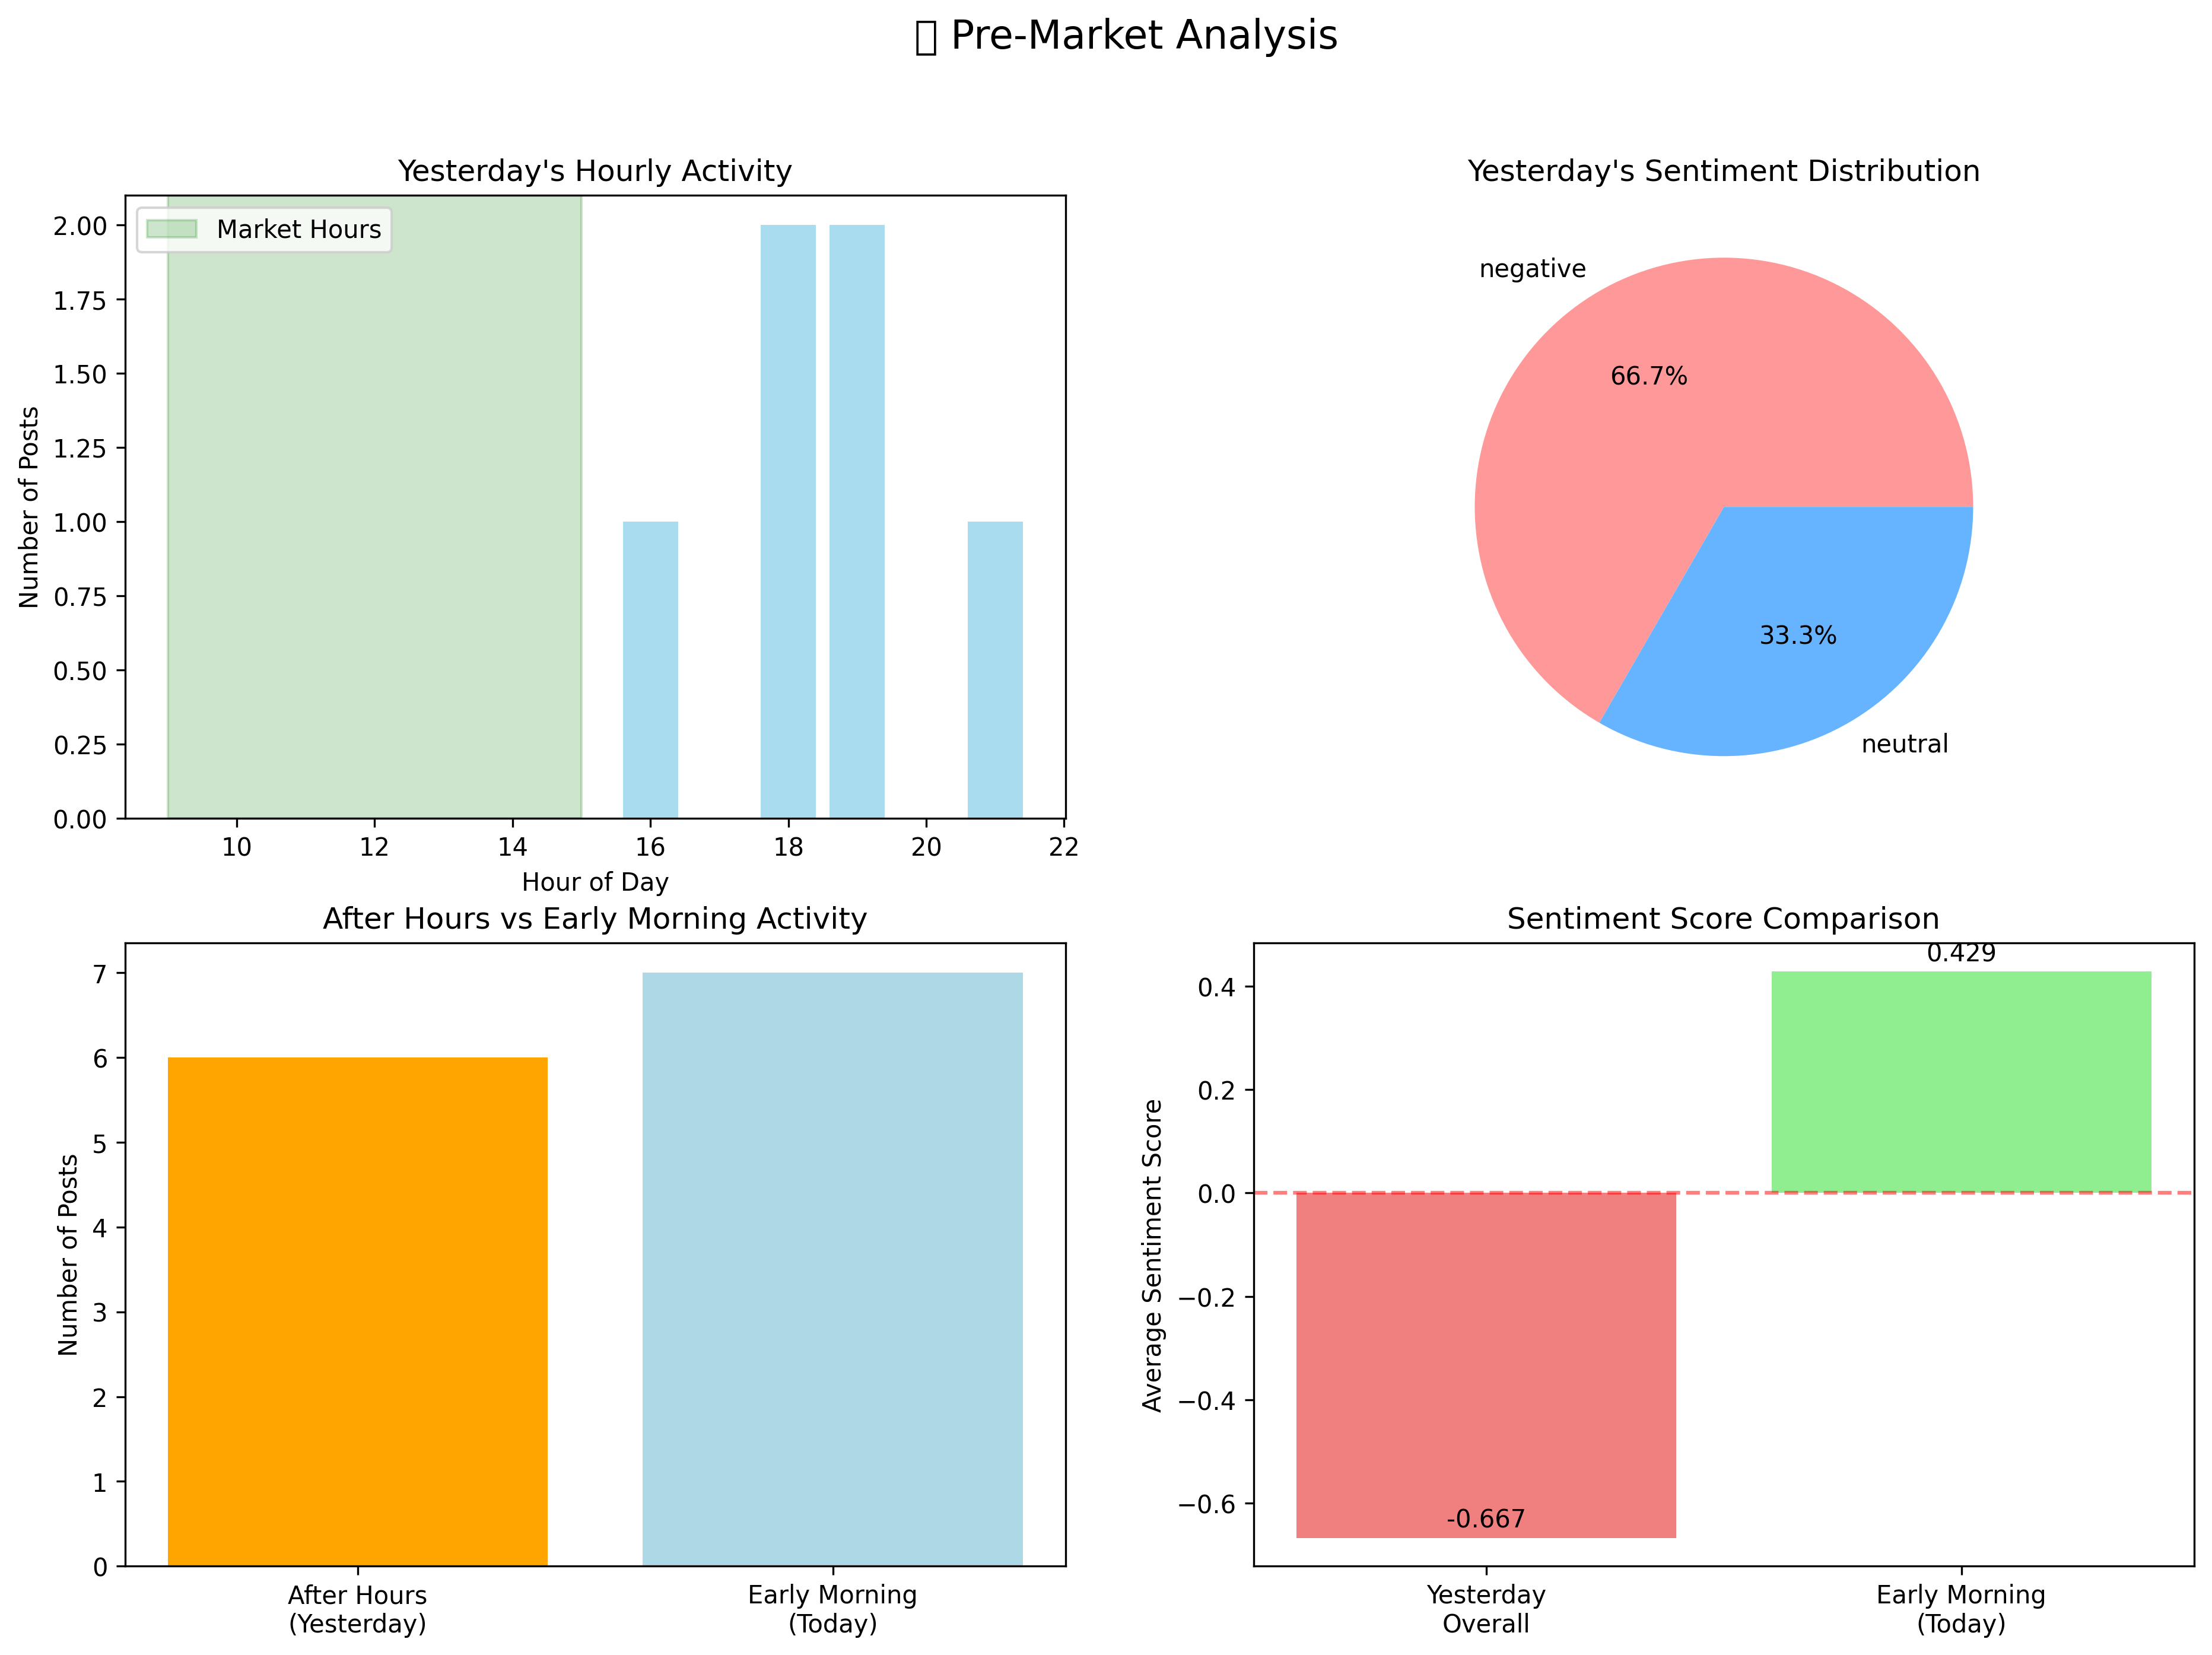 Pre-Market Analysis
Yesterday's Hourly Activity
Market Hours
2.00
1.75
1.50
1.25
1.00
0.75
0.50
0.25
0.00
Number of Posts
10 12 14 16 18 20 22
Hour of Day
Yesterday's Sentiment Distribution
negative
66.7%
33.3%
neutral
After Hours vs Early Morning Activity
7
6
5
4
3
2
1
0
Number of Posts
After Hours
(Yesterday)
Early Morning
(Today)
Sentiment Score Comparison
0.429
0.4
0.2
0.0
−0.2
−0.4
−0.6
-0.667
Average Sentiment Score
Yesterday
Overall
Early Morning
(Today)